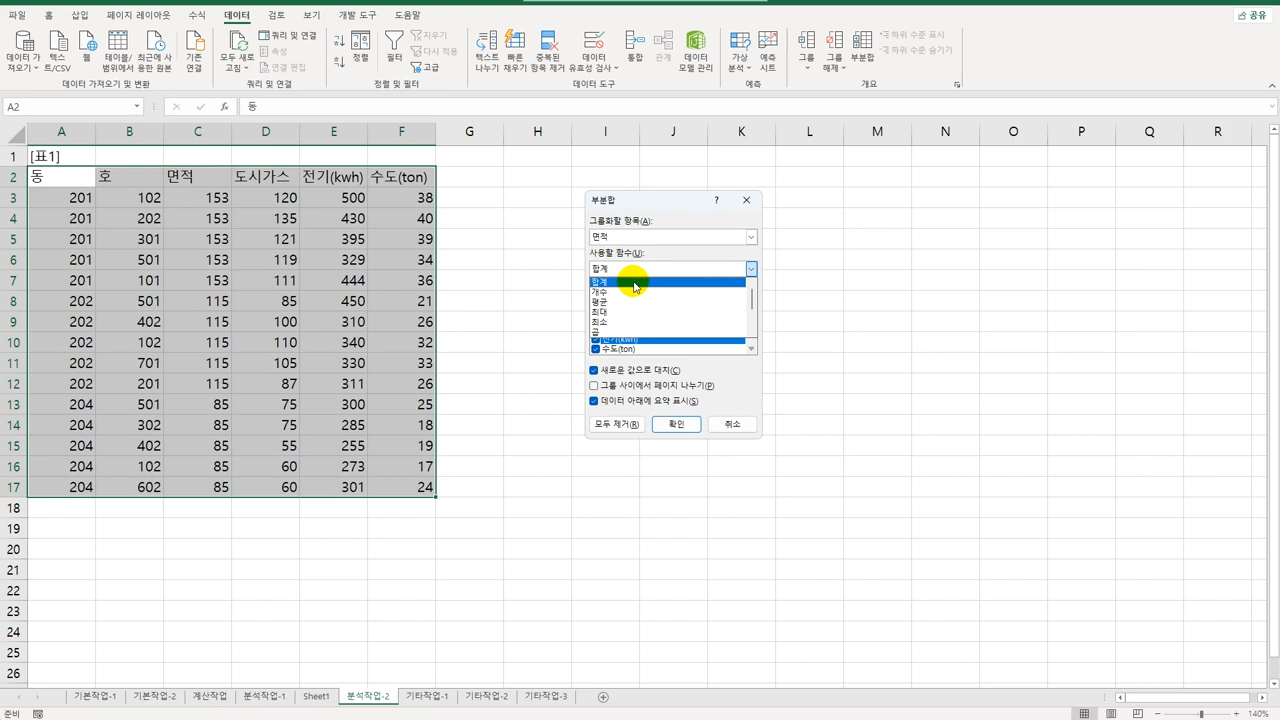 파일 홈 삽입 페이지 레이아웃 수식 데이터 검토 보기 개발 도구 도움말 공유
데이터 가져오기 텍스트/CSV 웹 테이블/범위에서 최근에 사용한 원본 기존 연결 모두 새로 고침 쿼리 및 연결 속성 연결 편집 정렬 필터 지우기 다시 적용 고급 텍스트 나누기 빠른 채우기 중복된 항목 제거 데이터 유효성 검사 통합 관계 데이터 모델 관리 가상 분석 예측 시트 그룹 그룹 해제 부분합 하위 수준 표시 하위 수준 숨기기
데이터 가져오기 및 변환 쿼리 및 연결 정렬 및 필터 데이터 도구 예측 개요
A2 fx 동
A B C D E F G H I J K L M N O P Q R
1 [표1]
2 동 호 면적 도시가스 전기(kwh) 수도(ton)
3 201 102 153 120 500 38
4 201 202 153 135 430 40
5 201 301 153 121 395 39
6 201 501 153 119 329 34
7 201 101 153 111 444 36
8 202 501 115 85 450 21
9 202 402 115 100 310 26
10 202 102 115 110 340 32
11 202 701 115 105 330 33
12 202 201 115 87 311 26
13 204 501 85 75 300 25
14 204 302 85 75 285 18
15 204 402 85 55 255 19
16 204 102 85 60 273 17
17 204 602 85 60 301 24
18
19
20
21
22
23
24
25
26
부분합 ?
그룹화할 항목(A):
면적
사용할 함수(U):
합계
합계
개수
평균
최대
최소
곱
전기(kwh)
수도(ton)
새로운 값으로 대치(C)
그룹 사이에서 페이지 나누기(P)
데이터 아래에 요약 표시(S)
모두 제거(R) 확인 취소
기본작업-1 기본작업-2 계산작업 분석작업-1 Sheet1 분석작업-2 기타작업-1 기타작업-2 기타작업-3
준비 140%